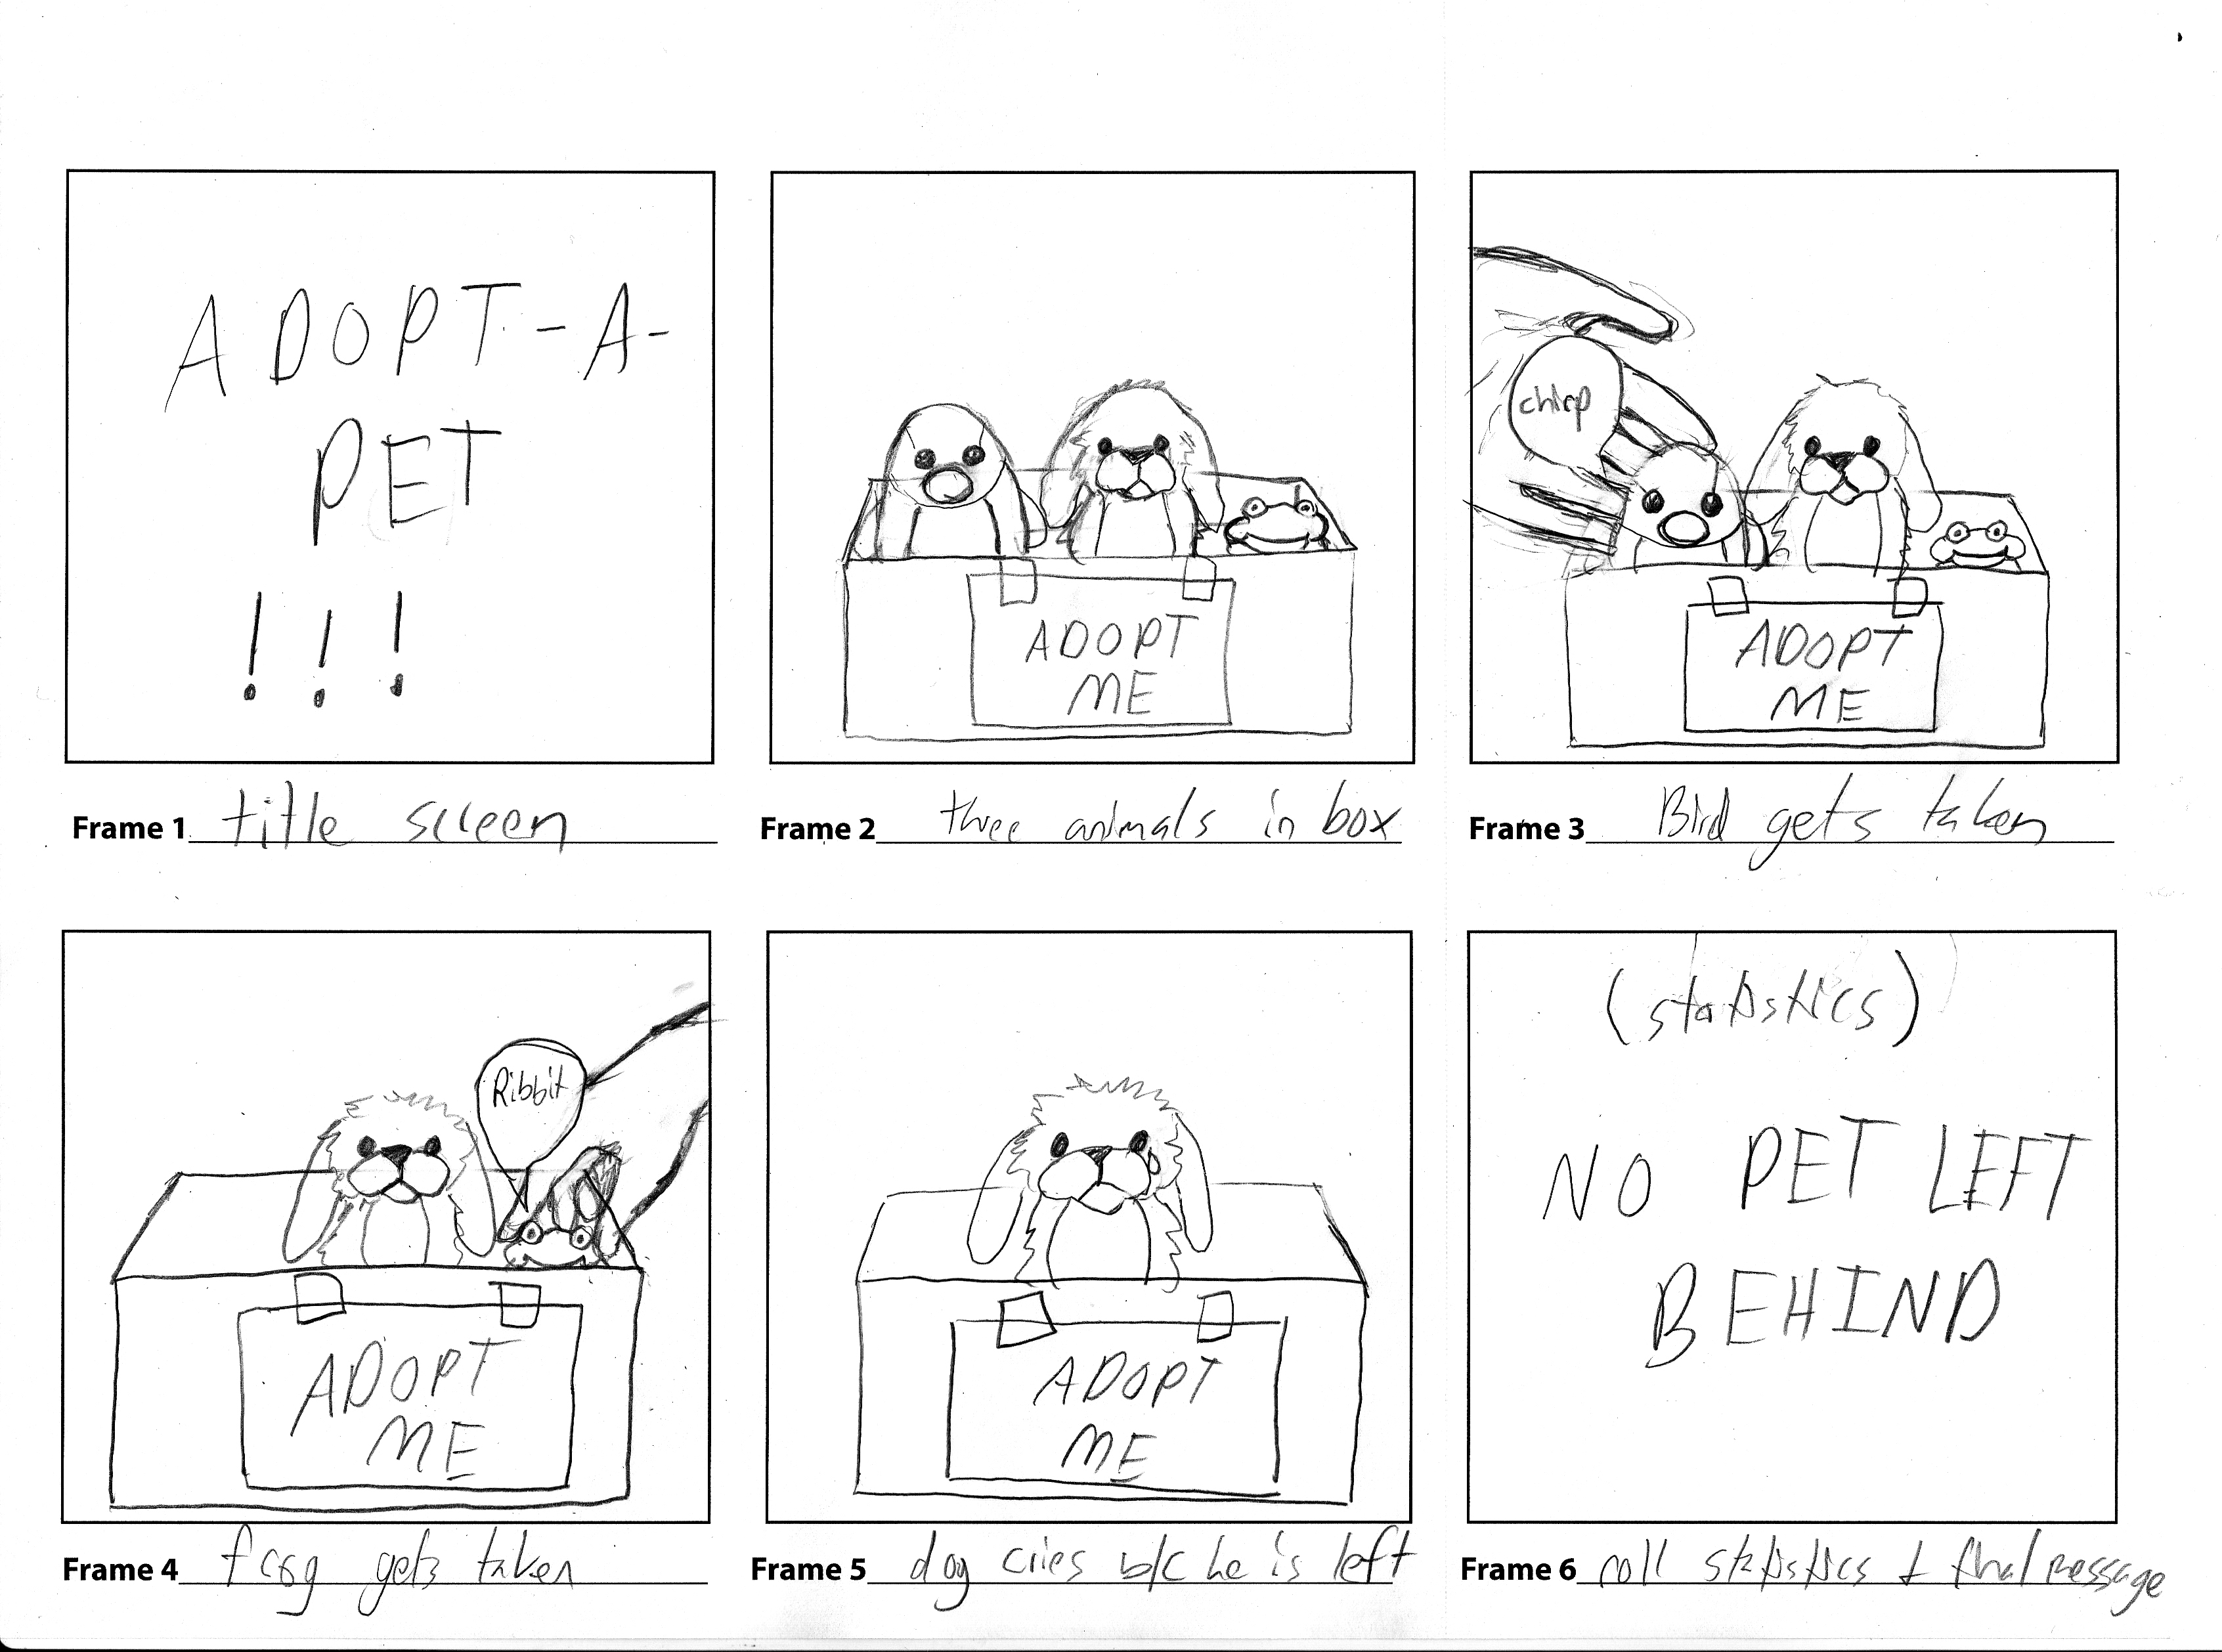 ADOPT-A-
PET
!!!
Frame 1 title screen
ADOPT
ME
Frame 2 three animals in box
chirp
ADOPT
ME
Frame 3 Bird gets taken
Ribbit
ADOPT
ME
Frame 4 frog gets taken
ADOPT
ME
Frame 5 dog cries b/c he is left
(statistics)
NO PET LEFT
BEHIND
Frame 6 roll statistics + final message